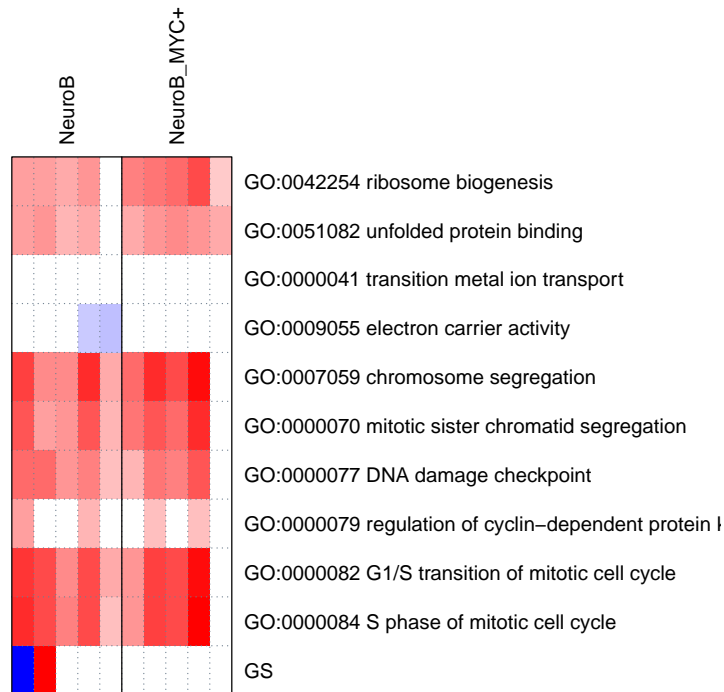 NeuroB
NeuroB_MYC+
GO:0042254 ribosome biogenesis
GO:0051082 unfolded protein binding
GO:0000041 transition metal ion transport
GO:0009055 electron carrier activity
GO:0007059 chromosome segregation
GO:0000070 mitotic sister chromatid segregation
GO:0000077 DNA damage checkpoint
GO:0000079 regulation of cyclin−dependent protein
GO:0000082 G1/S transition of mitotic cell cycle
GO:0000084 S phase of mitotic cell cycle
GS